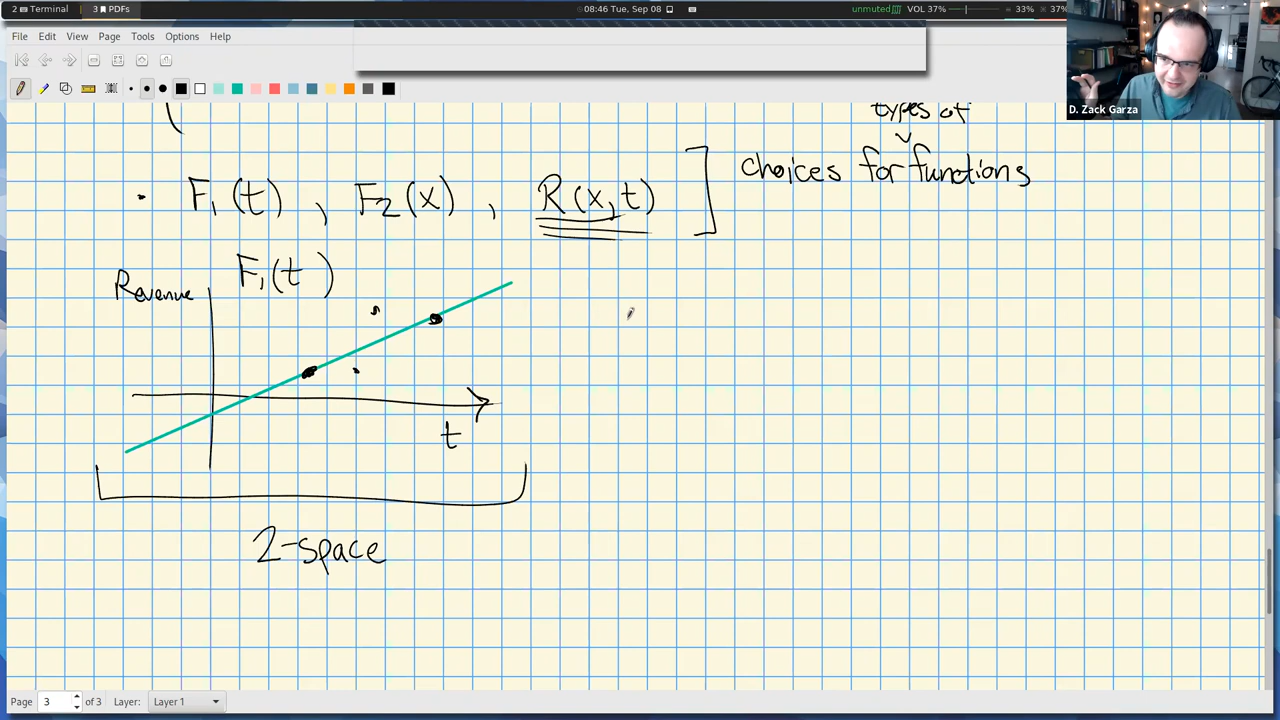 2 Terminal 3 PDFs 08:46 Tue, Sep 08 unmuted VOL 37% = 33% 37%
File Edit View Page Tools Options Help
D. Zack Garza
types of
choices for functions
• F₁(t) , F₂(x) , R(x,t)
F₁(t)
Revenue
t
2-space
Page 3 of 3 Layer: Layer 1